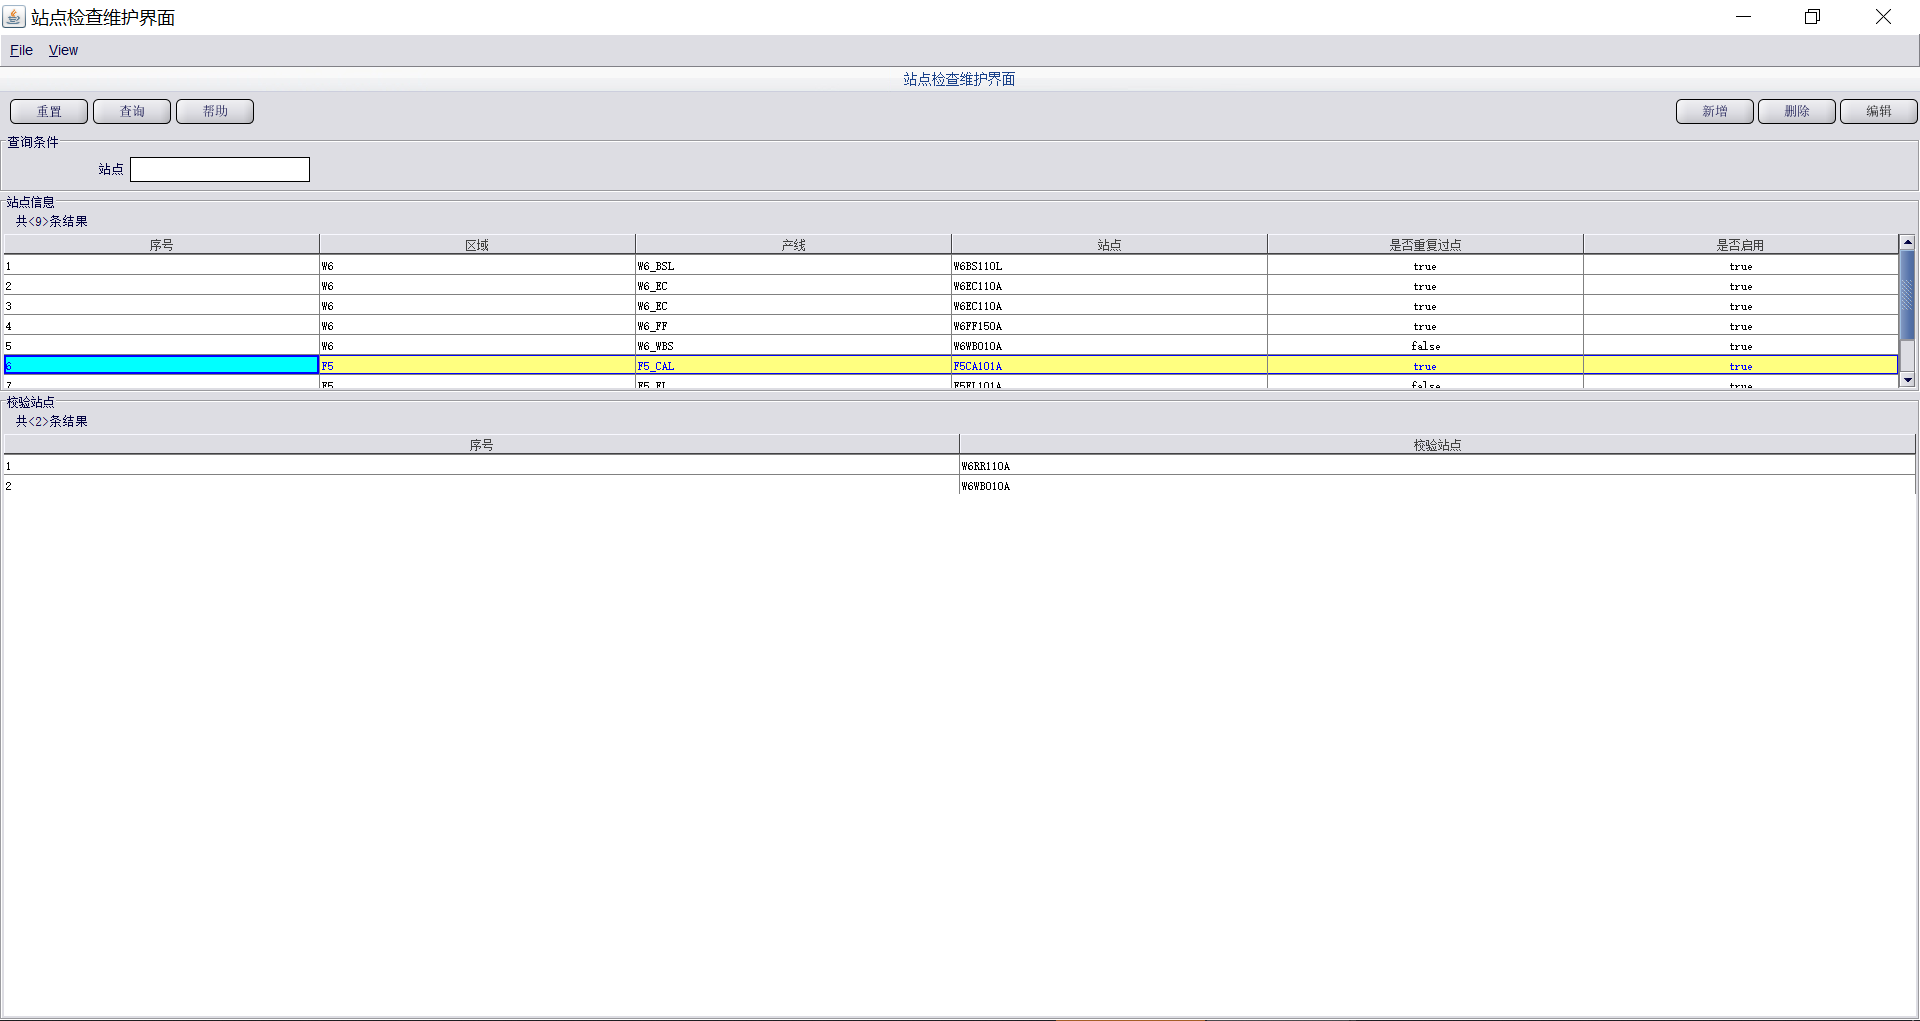 站点检查维护界面
File View
站点检查维护界面
重置 查询 帮助 新增 删除 编辑
查询条件
站点
站点信息
共<9>条结果
序号 区域 产线 站点 是否重复过点 是否启用
1 W6 W6_BSL W6BS110L true true
2 W6 W6_EC W6EC110A true true
3 W6 W6_EC W6EC110A true true
4 W6 W6_FF W6FF150A true true
5 W6 W6_WBS W6WB010A false true
6 F5 F5_CAL F5CA101A true true
7 F5 F5_FL F5FL101A false true
校验站点
共<2>条结果
序号 校验站点
1 W6RR110A
2 W6WB010A